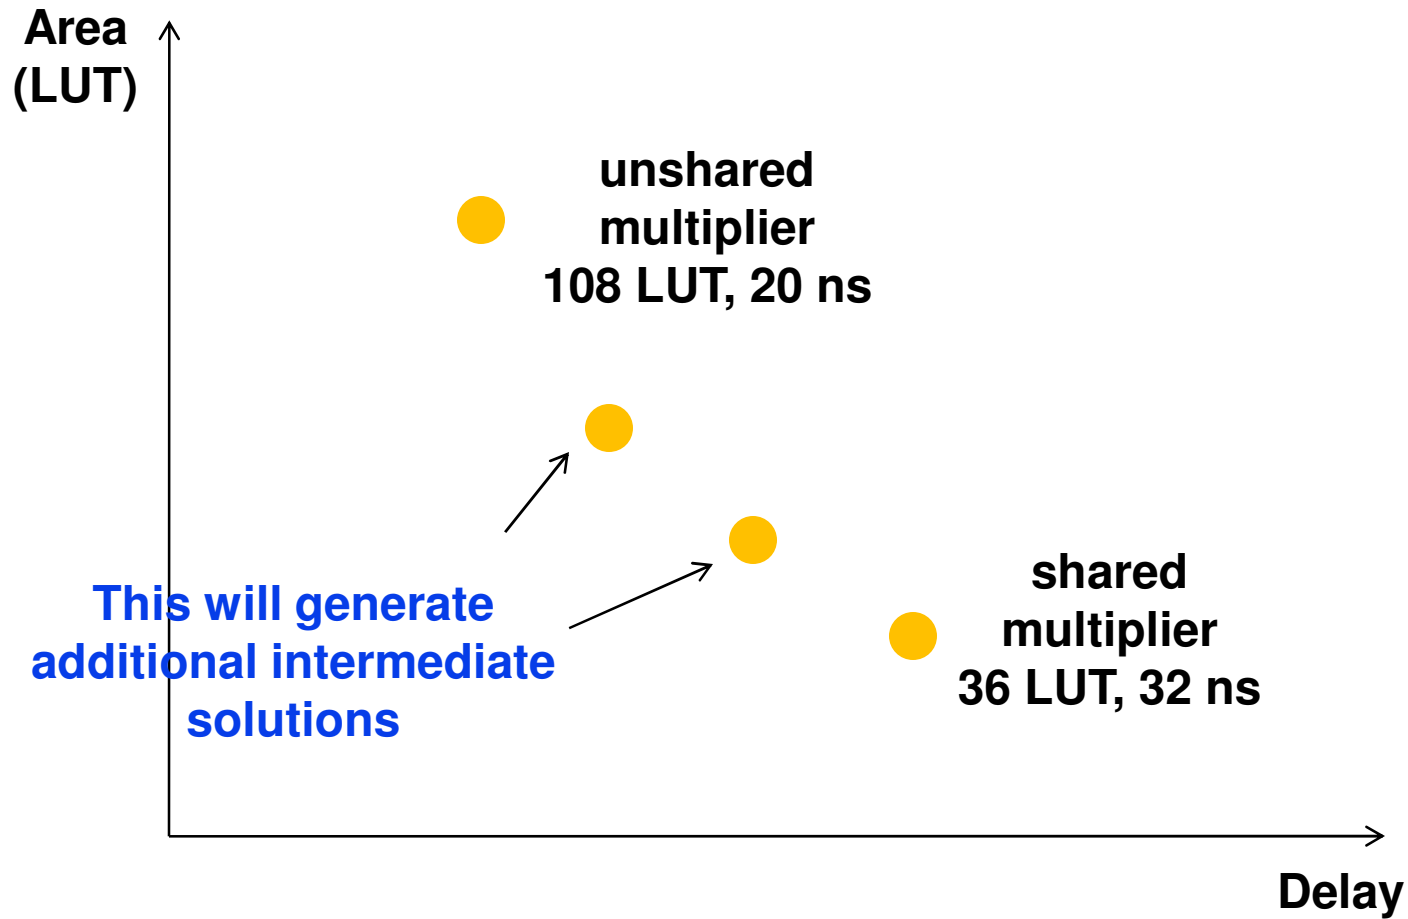 Area
(LUT)
unshared
multiplier
108 LUT, 20 ns
This will generate
additional intermediate
solutions
shared
multiplier
36 LUT, 32 ns
Delay